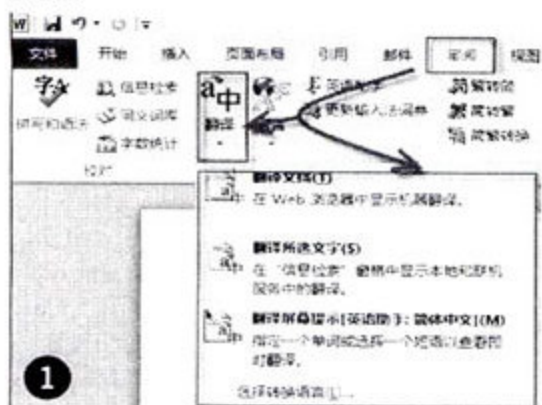 文件 开始 插入 页面布局 引用 邮件 审阅 视图
信息检索 英语助手 简繁转换
拼写和语法 同义词库 翻译 更新输入法词典 繁转简
字数统计 简繁转换
校对
翻译文档(T)
在 Web 浏览器中显示机器翻译。
翻译所选文字(S)
在“信息检索”窗格中显示本地和联机
服务中的翻译。
翻译屏幕提示[英语助手: 简体中文](M)
指定一个单词或选择一个短语以查看即
时翻译。
选择转换语言(L)...
1